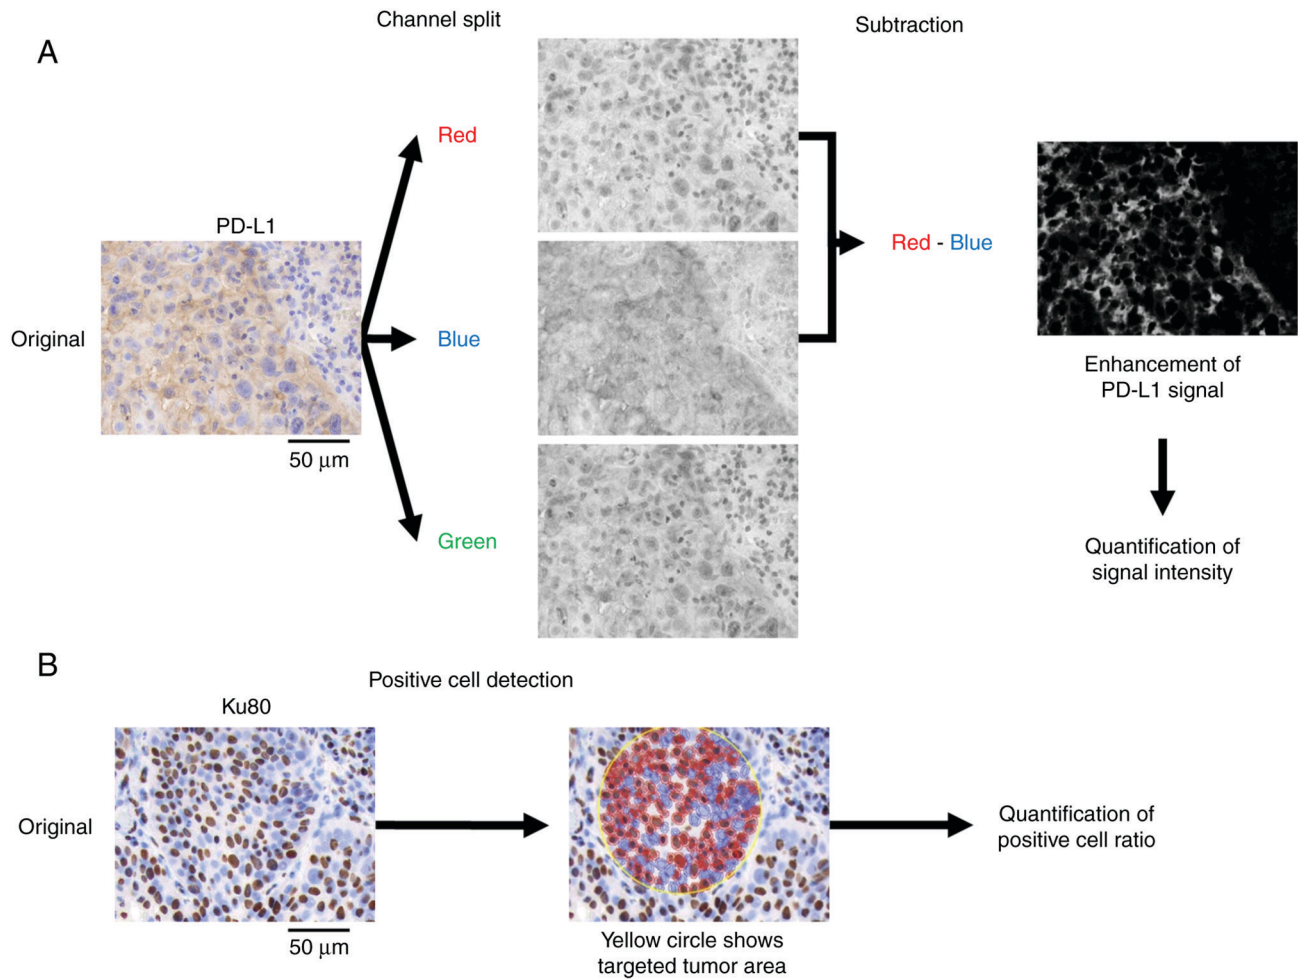 Channel split
Subtraction
A
Red
PD-L1
Red - Blue
Original
Blue
Enhancement of
PD-L1 signal
50 μm
Green
Quantification of
signal intensity
B
Positive cell detection
Ku80
Original
Quantification of
positive cell ratio
50 μm
Yellow circle shows
targeted tumor area